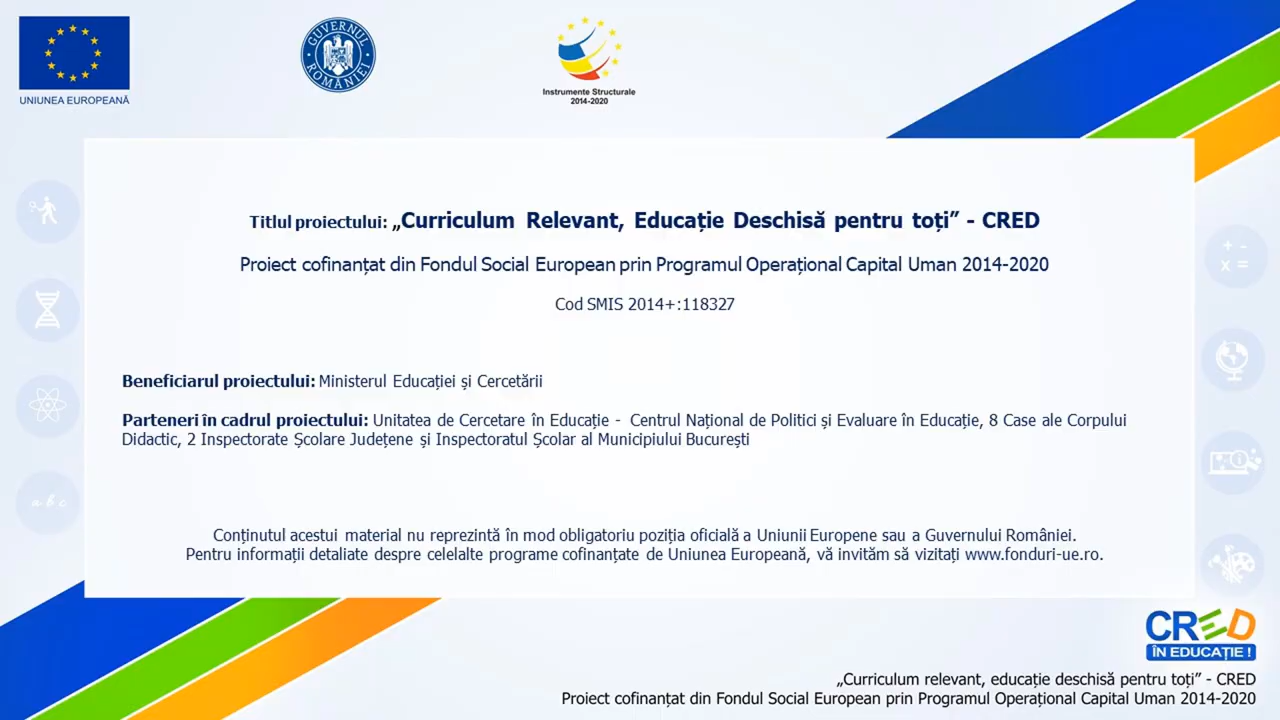 UNIUNEA EUROPEANĂ
GUVERNUL ROMÂNIEI
Instrumente Structurale
2014-2020
Titlul proiectului: „Curriculum Relevant, Educație Deschisă pentru toți” - CRED
Proiect cofinanțat din Fondul Social European prin Programul Operațional Capital Uman 2014-2020
Cod SMIS 2014+:118327
+ -
x =
Beneficiarul proiectului: Ministerul Educației și Cercetării
Parteneri în cadrul proiectului: Unitatea de Cercetare în Educație - Centrul Național de Politici și Evaluare în Educație, 8 Case ale Corpului
Didactic, 2 Inspectorate Școlare Județene și Inspectoratul Școlar al Municipiului București
a b c
Conținutul acestui material nu reprezintă în mod obligatoriu poziția oficială a Uniunii Europene sau a Guvernului României.
Pentru informații detaliate despre celelalte programe cofinanțate de Uniunea Europeană, vă invităm să vizitați www.fonduri-ue.ro.
CRED
ÎN EDUCAȚIE !
„Curriculum relevant, educație deschisă pentru toți” - CRED
Proiect cofinanțat din Fondul Social European prin Programul Operațional Capital Uman 2014-2020